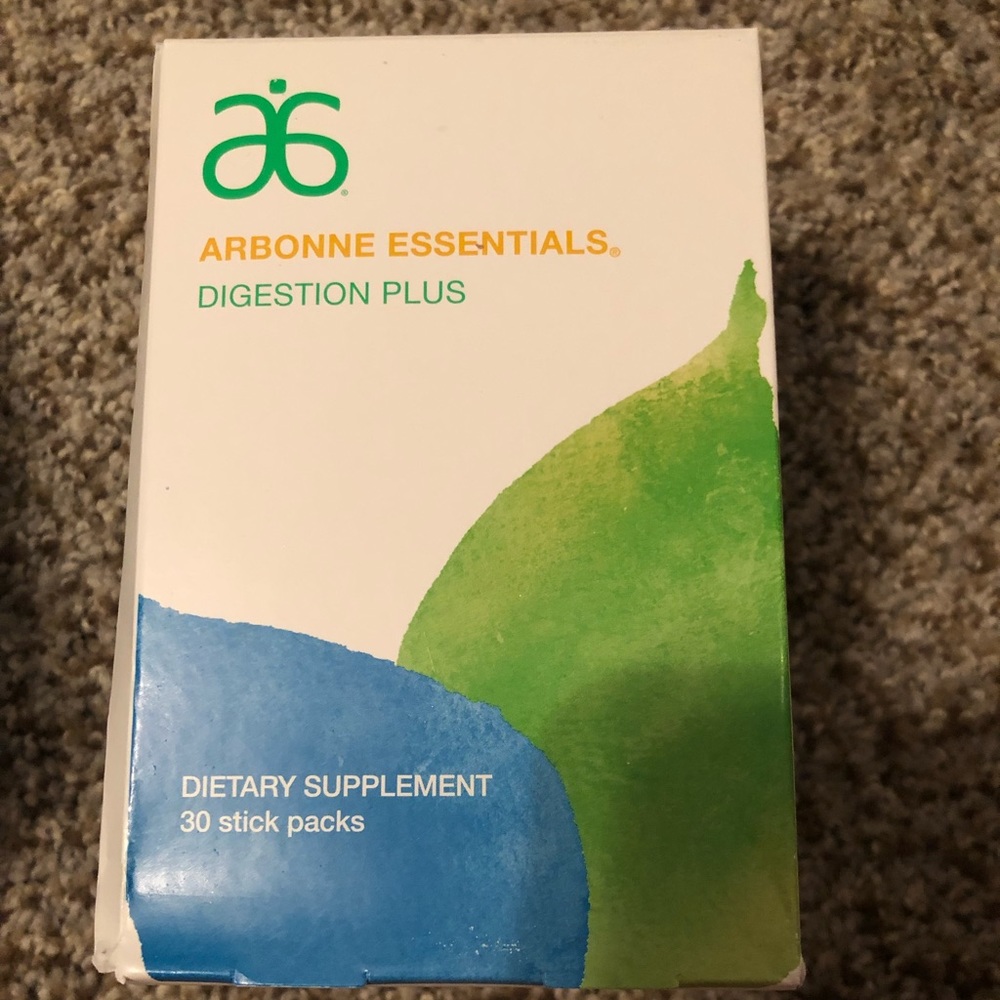 ARBONNE ESSENTIALS®
DIGESTION PLUS
DIETARY SUPPLEMENT
30 stick packs